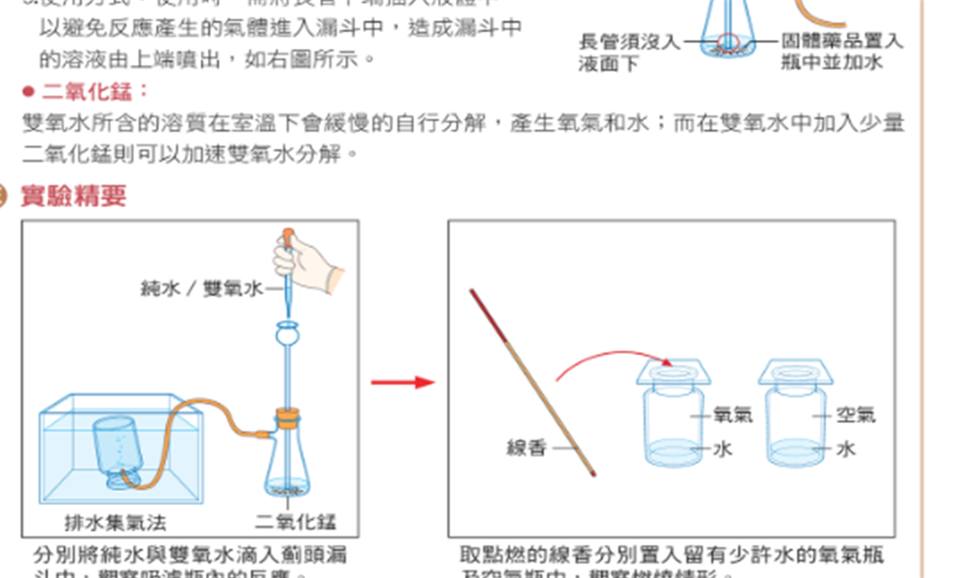 以避免反應產生的氣體進入漏斗中，造成漏斗中
的溶液由上端噴出，如右圖所示。
長管須沒入
液面下
固體藥品置入
瓶中並加水
● 二氧化錳：
雙氧水所含的溶質在室溫下會緩慢的自行分解，產生氧氣和水；而在雙氧水中加入少量
二氧化錳則可以加速雙氧水分解。
實驗精要
純水 / 雙氧水
排水集氣法
二氧化錳
分別將純水與雙氧水滴入薊頭漏
線香
氧氣
水
空氣
水
取點燃的線香分別置入留有少許水的氧氣瓶